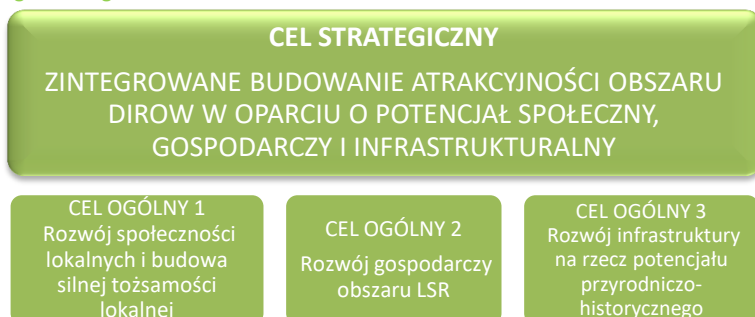 CEL STRATEGICZNY
ZINTEGROWANE BUDOWANIE ATRAKCYJNOŚCI OBSZARU
DIROW W OPARCIU O POTENCJAŁ SPOŁECZNY,
GOSPODARCZY I INFRASTRUKTURALNY
CEL OGÓLNY 1
Rozwój społeczności
lokalnych i budowa
silnej tożsamości
lokalnej
CEL OGÓLNY 2
Rozwój gospodarczy
obszaru LSR
CEL OGÓLNY 3
Rozwój infrastruktury
na rzecz potencjału
przyrodniczo-
historycznego